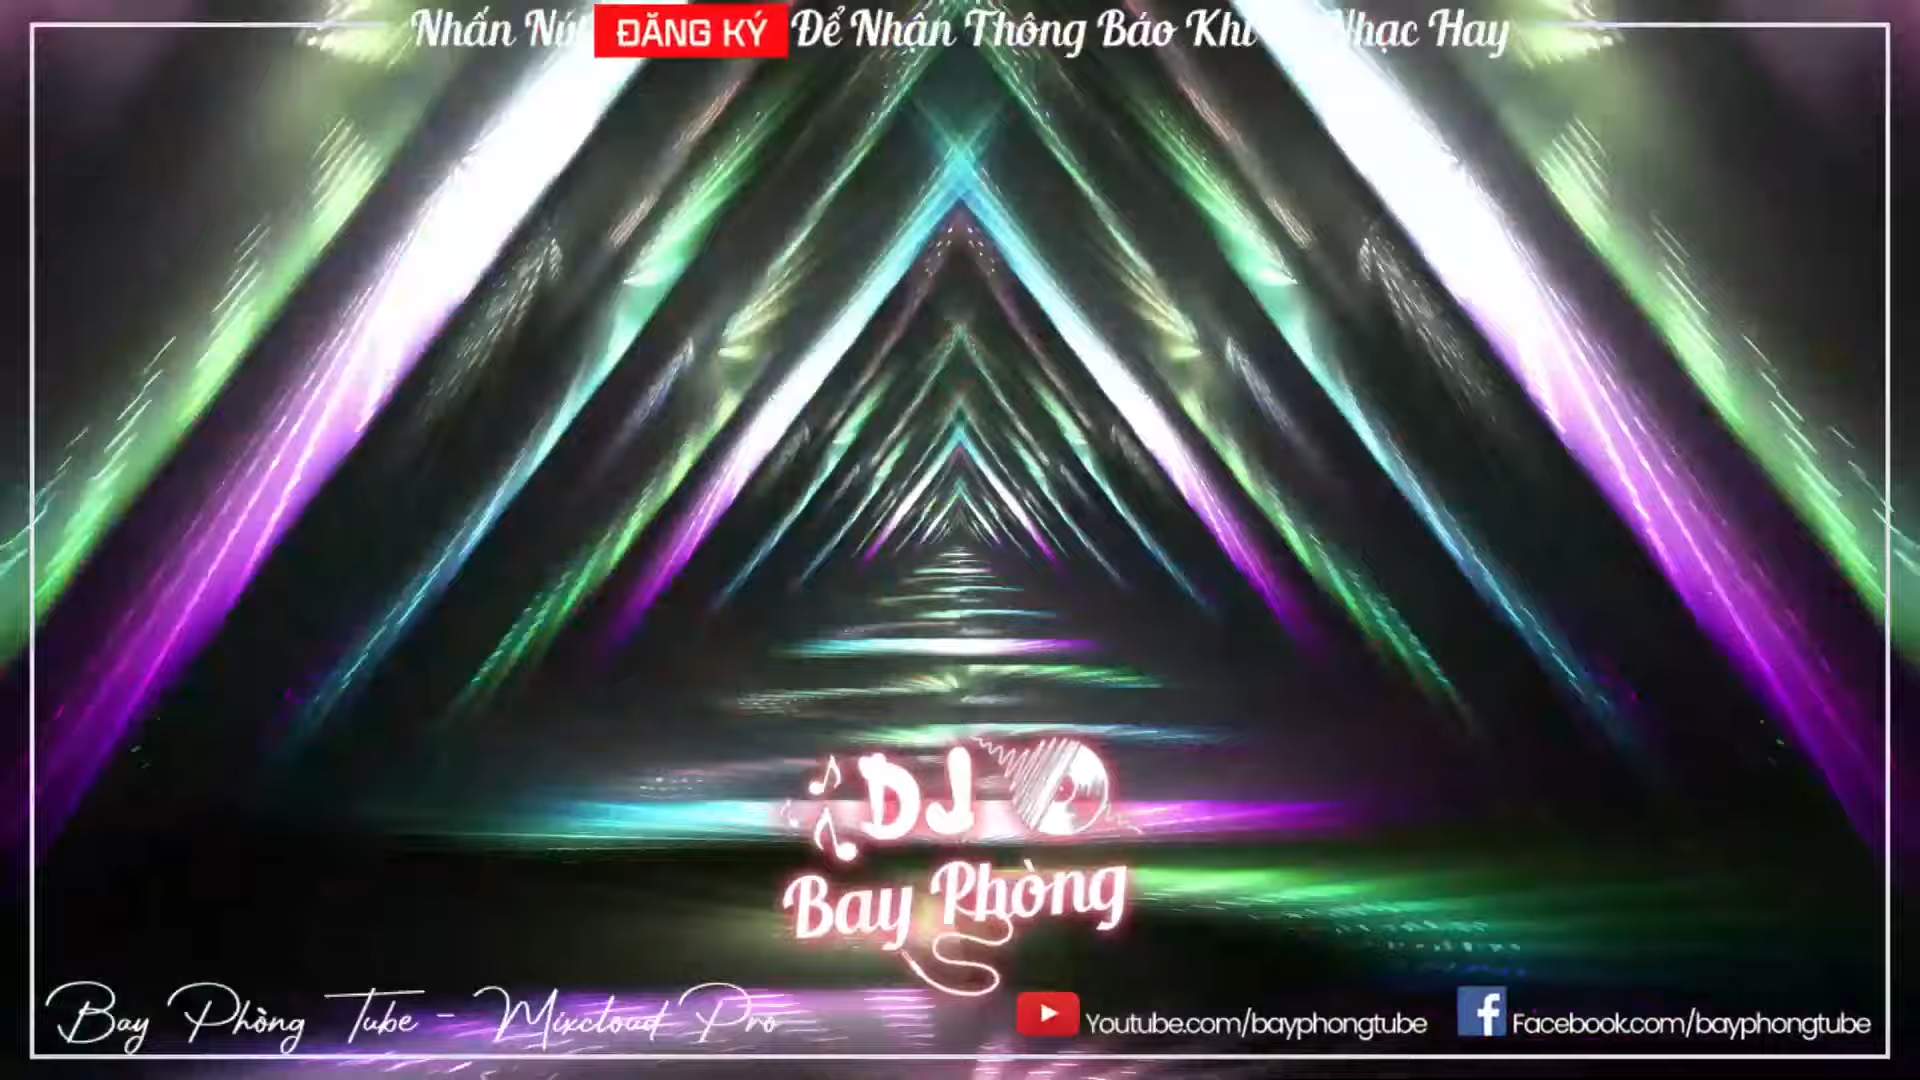 Nhấn Nút ĐĂNG KÝ Để Nhận Thông Báo Khi Nhạc Hay
DJ
Bay Phòng
Bay Phòng Tube - Mixcloud Pro
Youtube.com/bayphongtube
Facebook.com/bayphongtube